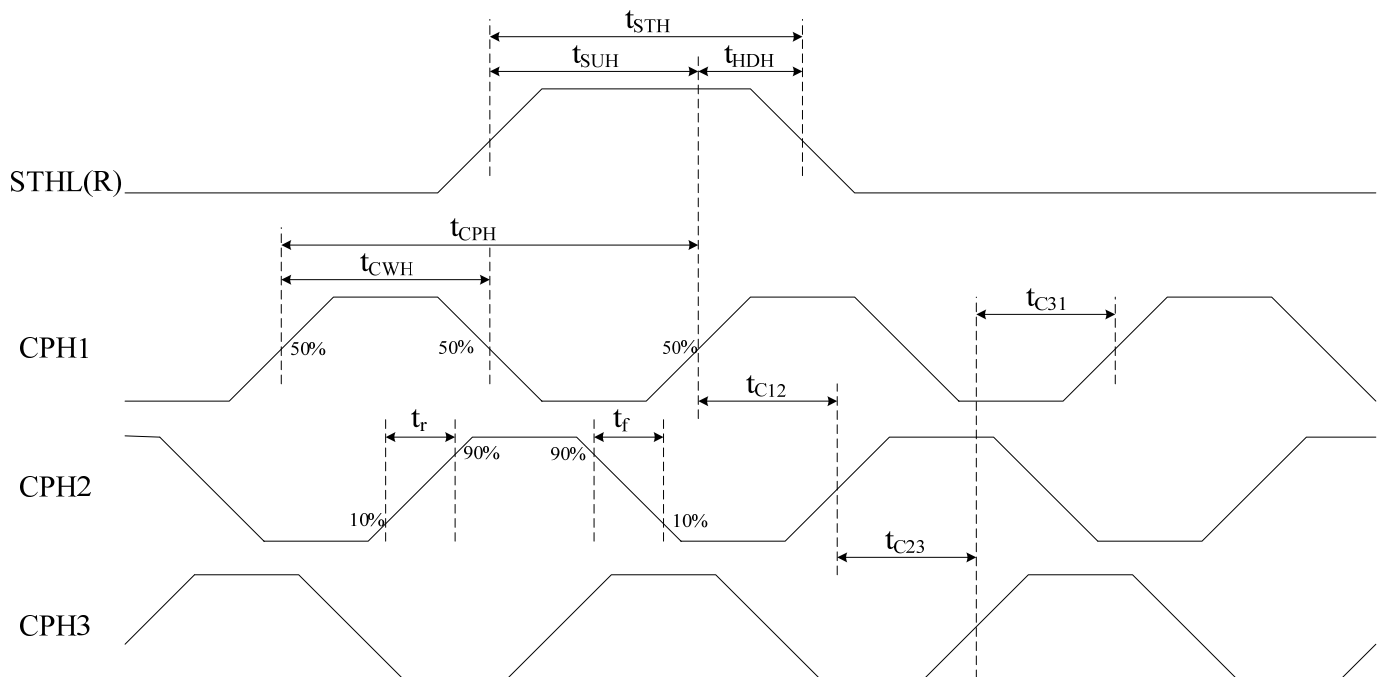 tSTH
tSUH tHDH
STHL(R)
tCPH
tCWH
tC31
CPH1 50% 50% 50%
tC12
tr tf
90% 90%
CPH2
10% 10%
tC23
CPH3